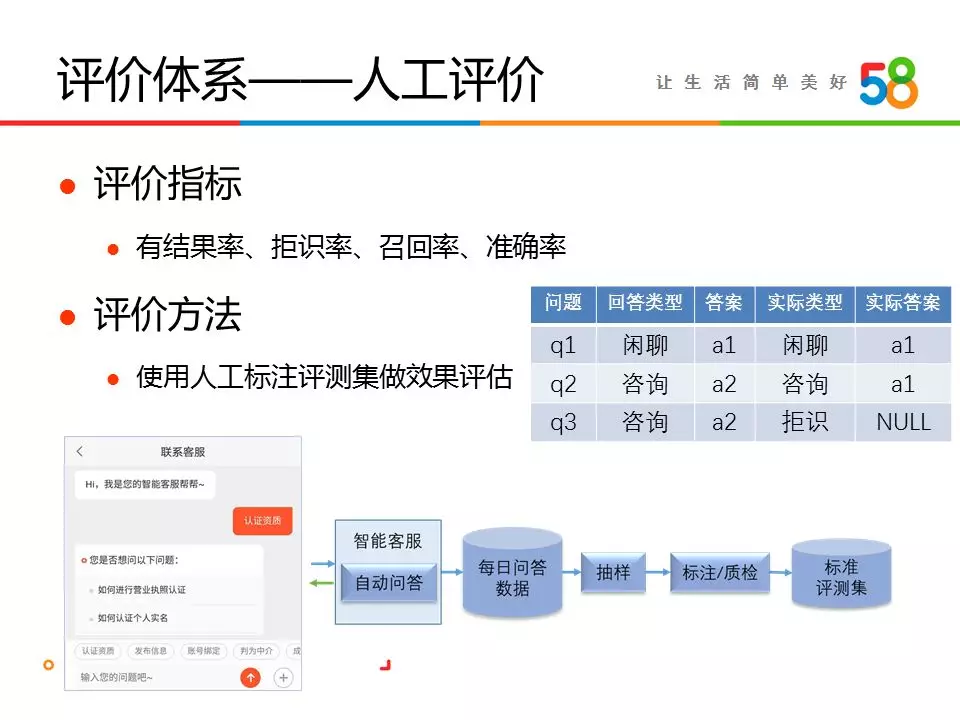 评价体系——人工评价
让生活简单美好 58
评价指标
有结果率、拒识率、召回率、准确率
评价方法
使用人工标注评测集做效果评估
问题 回答类型 答案 实际类型 实际答案
q1 闲聊 a1 闲聊 a1
q2 咨询 a2 咨询 a1
q3 咨询 a2 拒识 NULL
联系客服
Hi，我是您的智能客服帮帮~
认证资质
您是否想问以下问题：
如何进行营业执照认证
如何认证个人实名
认证资质 发布信息 账号绑定 判为中介 成
输入您的问题吧~
智能客服
自动问答
每日问答
数据
抽样
标注/质检
标准
评测集